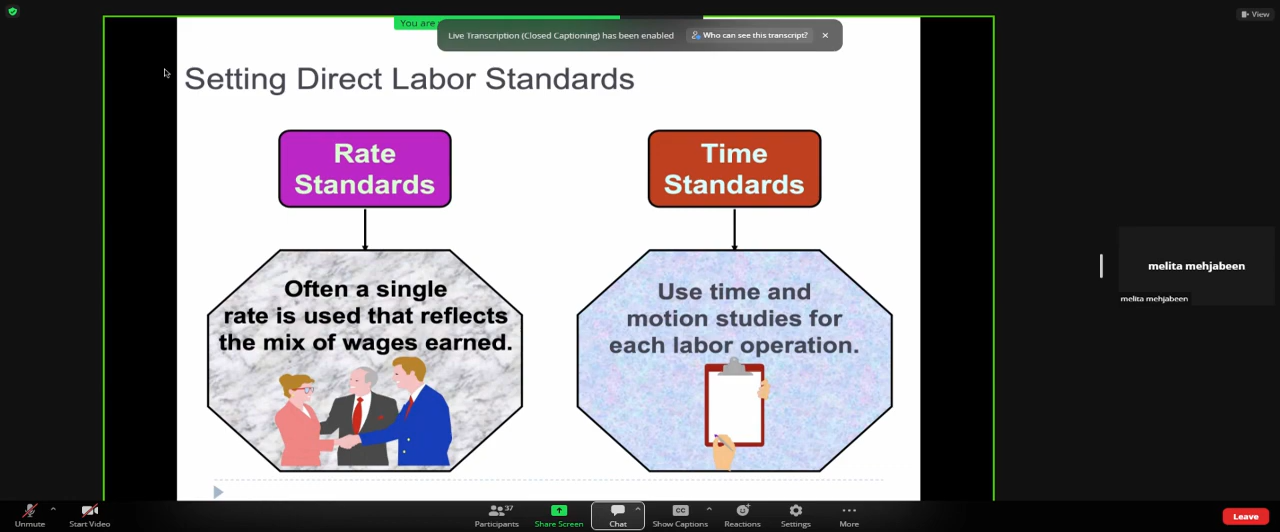 View
You are
Live Transcription (Closed Captioning) has been enabled
Who can see this transcript?
Setting Direct Labor Standards
Rate
Standards
Time
Standards
Often a single
rate is used that reflects
the mix of wages earned.
Use time and
motion studies for
each labor operation.
melita mehjabeen
melita mehjabeen
Unmute
Start Video
37
Participants
Share Screen
Chat
CC
Show Captions
Reactions
Settings
More
Leave